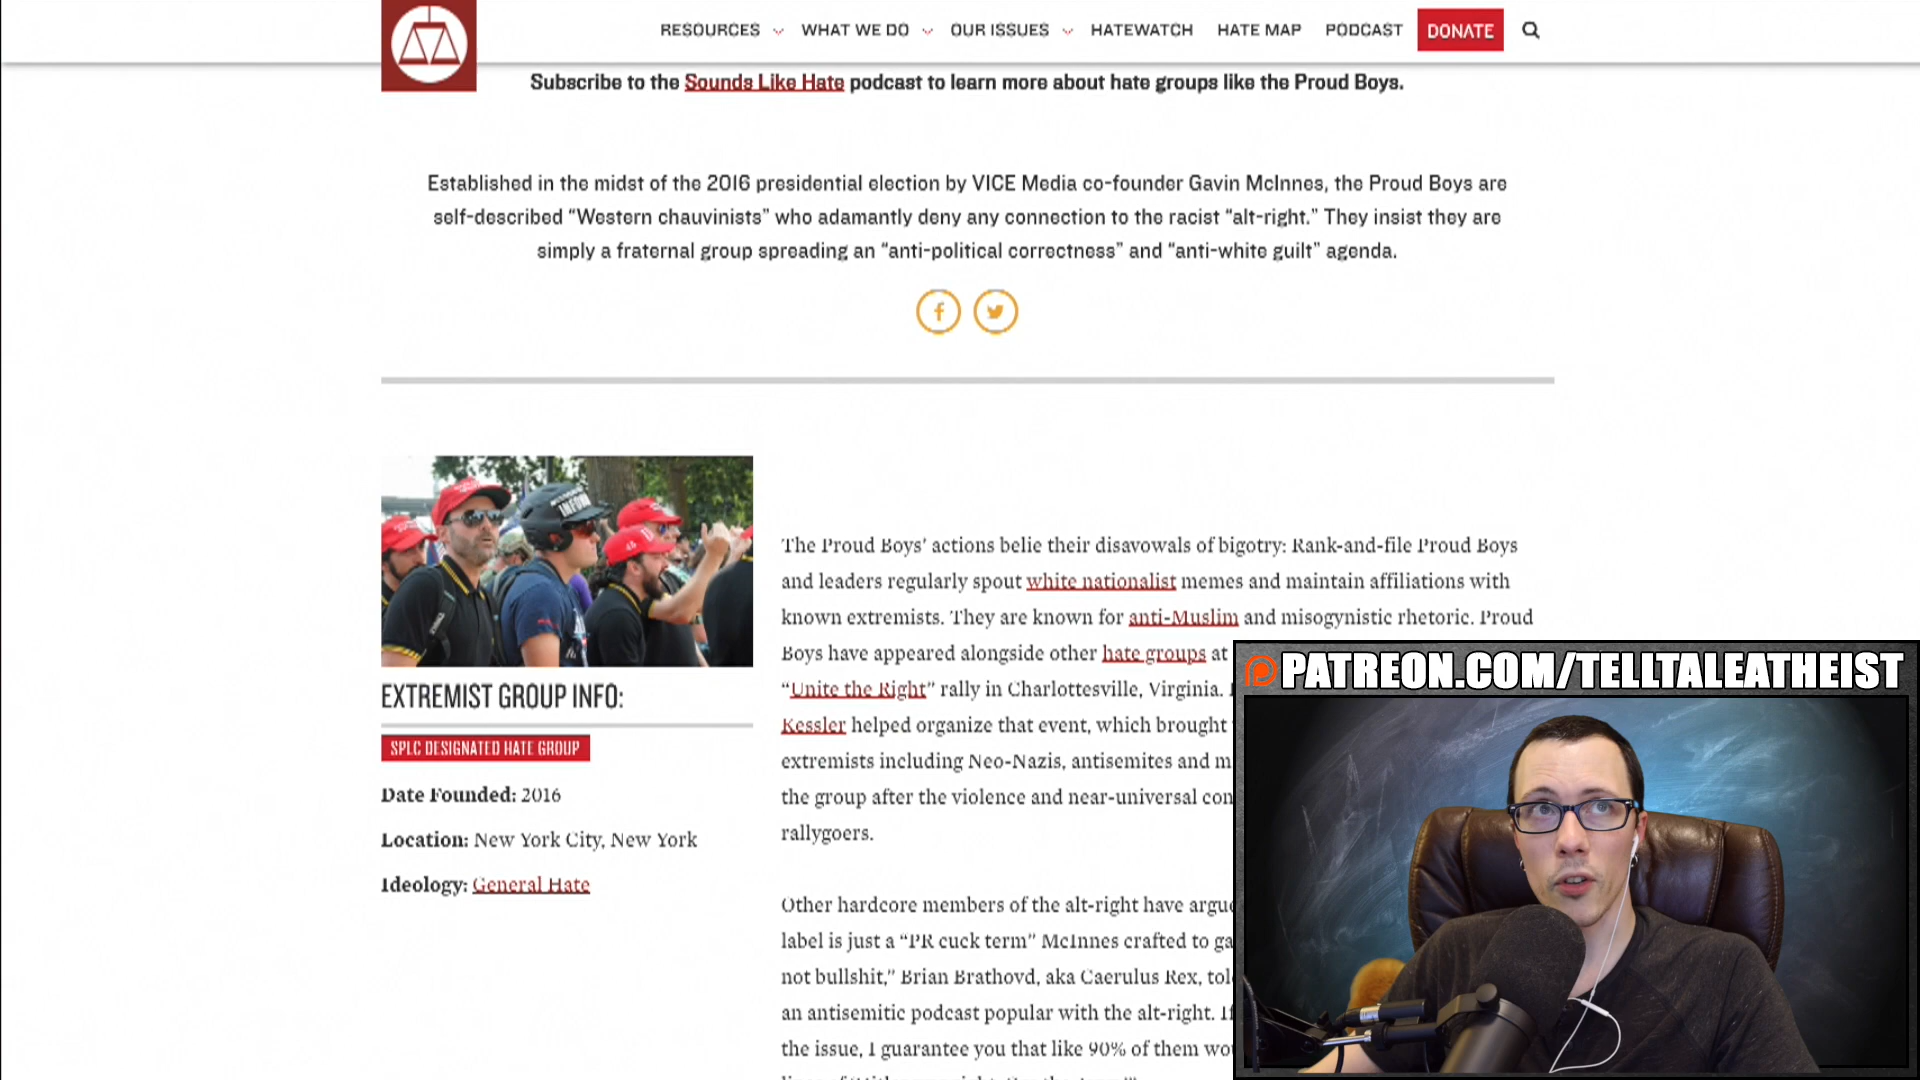 RESOURCES WHAT WE DO OUR ISSUES HATEWATCH HATE MAP PODCAST DONATE
Subscribe to the Sounds Like Hate podcast to learn more about hate groups like the Proud Boys.
Established in the midst of the 2016 presidential election by VICE Media co-founder Gavin McInnes, the Proud Boys are
self-described “Western chauvinists” who adamantly deny any connection to the racist “alt-right.” They insist they are
simply a fraternal group spreading an “anti-political correctness” and “anti-white guilt” agenda.
EXTREMIST GROUP INFO:
SPLC DESIGNATED HATE GROUP
Date Founded: 2016
Location: New York City, New York
Ideology: General Hate
The Proud Boys’ actions belie their disavowals of bigotry: Rank-and-file Proud Boys
and leaders regularly spout white nationalist memes and maintain affiliations with
known extremists. They are known for anti-Muslim and misogynistic rhetoric. Proud
Boys have appeared alongside other hate groups at
“Unite the Right” rally in Charlottesville, Virginia.
Kessler helped organize that event, which brought
extremists including Neo-Nazis, antisemites and
the group after the violence and near-universal
rallygoers.
Other hardcore members of the alt-right have
label is just a “PR cuck term” McInnes crafted to
not bullshit,” Brian Brathovd, aka Caerulus Rex,
an antisemitic podcast popular with the alt-right. If
the issue, I guarantee you that like 90% of them
PATREON.COM/TELLTALEATHEIST